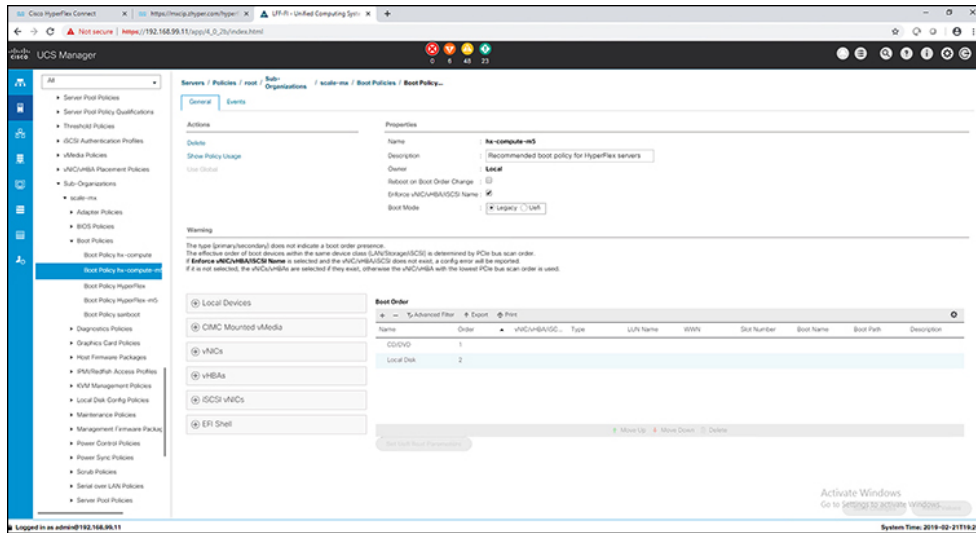 Cisco HyperFlex Connect
https://mxcip.zhyper.com/hyper
UFF-FI - Unified Computing Syste
Not secure | https://192.168.99.11/app/4_0_2b/index.html
cisco UCS Manager
0 6 48 23
All
Server Pool Policies
Server Pool Policy Qualifications
Threshold Policies
iSCSI Authentication Profiles
vMedia Policies
vNIC/vHBA Placement Policies
Sub-Organizations
scale-mx
Adapter Policies
BIOS Policies
Boot Policies
Boot Policy hx-compute
Boot Policy hx-compute-m5
Boot Policy HyperFlex
Boot Policy HyperFlex-m5
Boot Policy sanboot
Diagnostics Policies
Graphics Card Policies
Host Firmware Packages
IPMI/Redfish Access Profiles
KVM Management Policies
Local Disk Config Policies
Maintenance Policies
Management Firmware Packag
Power Control Policies
Power Sync Policies
Scrub Policies
Serial over LAN Policies
Server Pool Policies
Servers / Policies / root / Sub-Organizations / scale-mx / Boot Policies / Boot Policy...
General Events
Actions
Delete
Show Policy Usage
Use Global
Properties
Name : hx-compute-m5
Description : Recommended boot policy for HyperFlex servers
Owner : Local
Reboot on Boot Order Change :
Enforce vNIC/vHBA/iSCSI Name :
Boot Mode : Legacy Uefi
Warning
The type (primary/secondary) does not indicate a boot order presence.
The effective order of boot devices within the same device class (LAN/Storage/iSCSI) is determined by PCIe bus scan order.
If Enforce vNIC/vHBA/iSCSI Name is selected and the vNIC/vHBA/iSCSI does not exist, a config error will be reported.
If it is not selected, the vNICs/vHBAs are selected if they exist, otherwise the vNIC/vHBA with the lowest PCIe bus scan order is used.
Local Devices
CIMC Mounted vMedia
vNICs
vHBAs
iSCSI vNICs
EFI Shell
Boot Order
+ − Advanced Filter Export Print
Name Order vNIC/vHBA/iSC... Type LUN Name WWN Slot Number Boot Name Boot Path Description
CD/DVD 1
Local Disk 2
Move Up Move Down Delete
Set Uefi Boot Parameters
Activate Windows
Go to Settings to activate Windows.
Logged in as admin@192.168.99.11
System Time: 2019-02-21T19:2